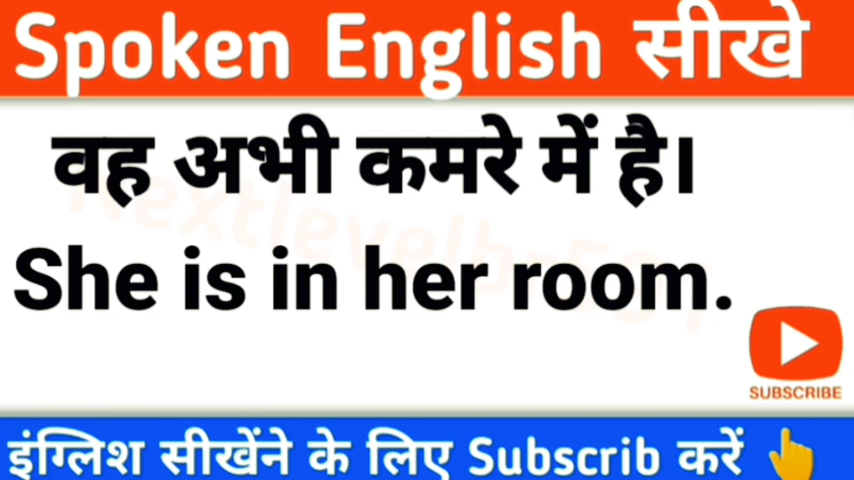 Spoken English सीखे
वह अभी कमरे में है।
She is in her room.
SUBSCRIBE
इंग्लिश सीखेंने के लिए Subscrib करें